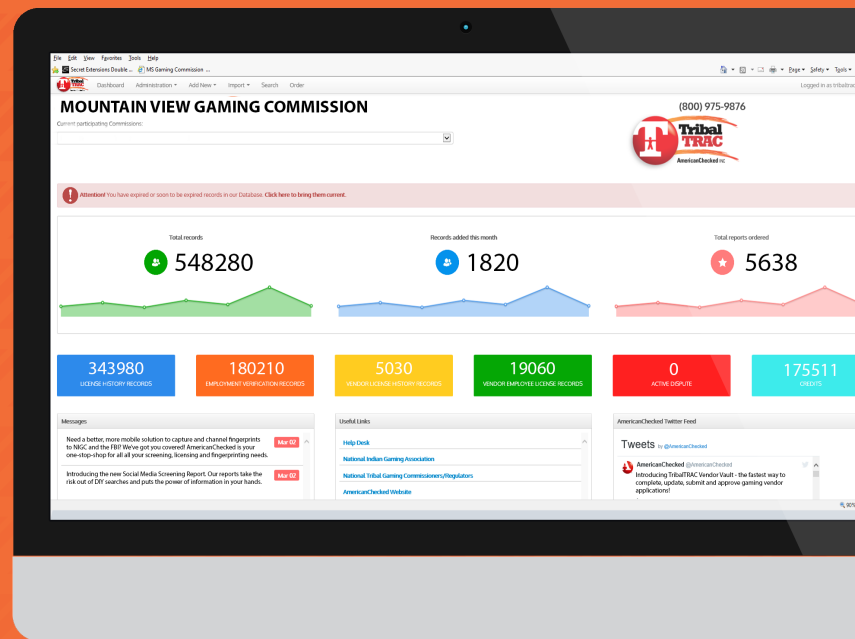 File Edit View Favorites Tools Help
Secret Extensions Double ... MS Gaming Commission ...
Page Safety Tools
Tribal
TRAC
Dashboard Administration Add New Import Search Order
Logged in as tribaltrac
MOUNTAIN VIEW GAMING COMMISSION
(800) 975-9876
Current participating Commissions:
T Tribal
TRAC
AmericanChecked INC
Attention! You have expired or soon to be expired records in our Database. Click here to bring them current.
Total records
548280
Records added this month
1820
Total reports ordered
5638
343980
LICENSE HISTORY RECORDS
180210
EMPLOYMENT VERIFICATION RECORDS
5030
VENDOR LICENSE HISTORY RECORDS
19060
VENDOR EMPLOYEE LICENSE RECORDS
0
ACTIVE DISPUTE
175511
CREDITS
Messages
Need a better, more mobile solution to capture and channel fingerprints
to NIGC and the FBI? We've got you covered! AmericanChecked is your
one-stop-shop for all all your screening, licensing and fingerprinting needs.
Mar 02
Introducing the new Social Media Screening Report. Our reports take the
risk out of DIY searches and puts the power of information in your hands.
Mar 02
Useful Links
Help Desk
National Indian Gaming Association
National Tribal Gaming Commissioners/Regulators
AmericanChecked Website
AmericanChecked Twitter Feed
Tweets by @AmericanChecked
AmericanChecked @AmericanChecked
Introducing TribalTRAC Vendor Vault - the fastest way to
complete, update, submit and approve gaming vendor
applications!
90%